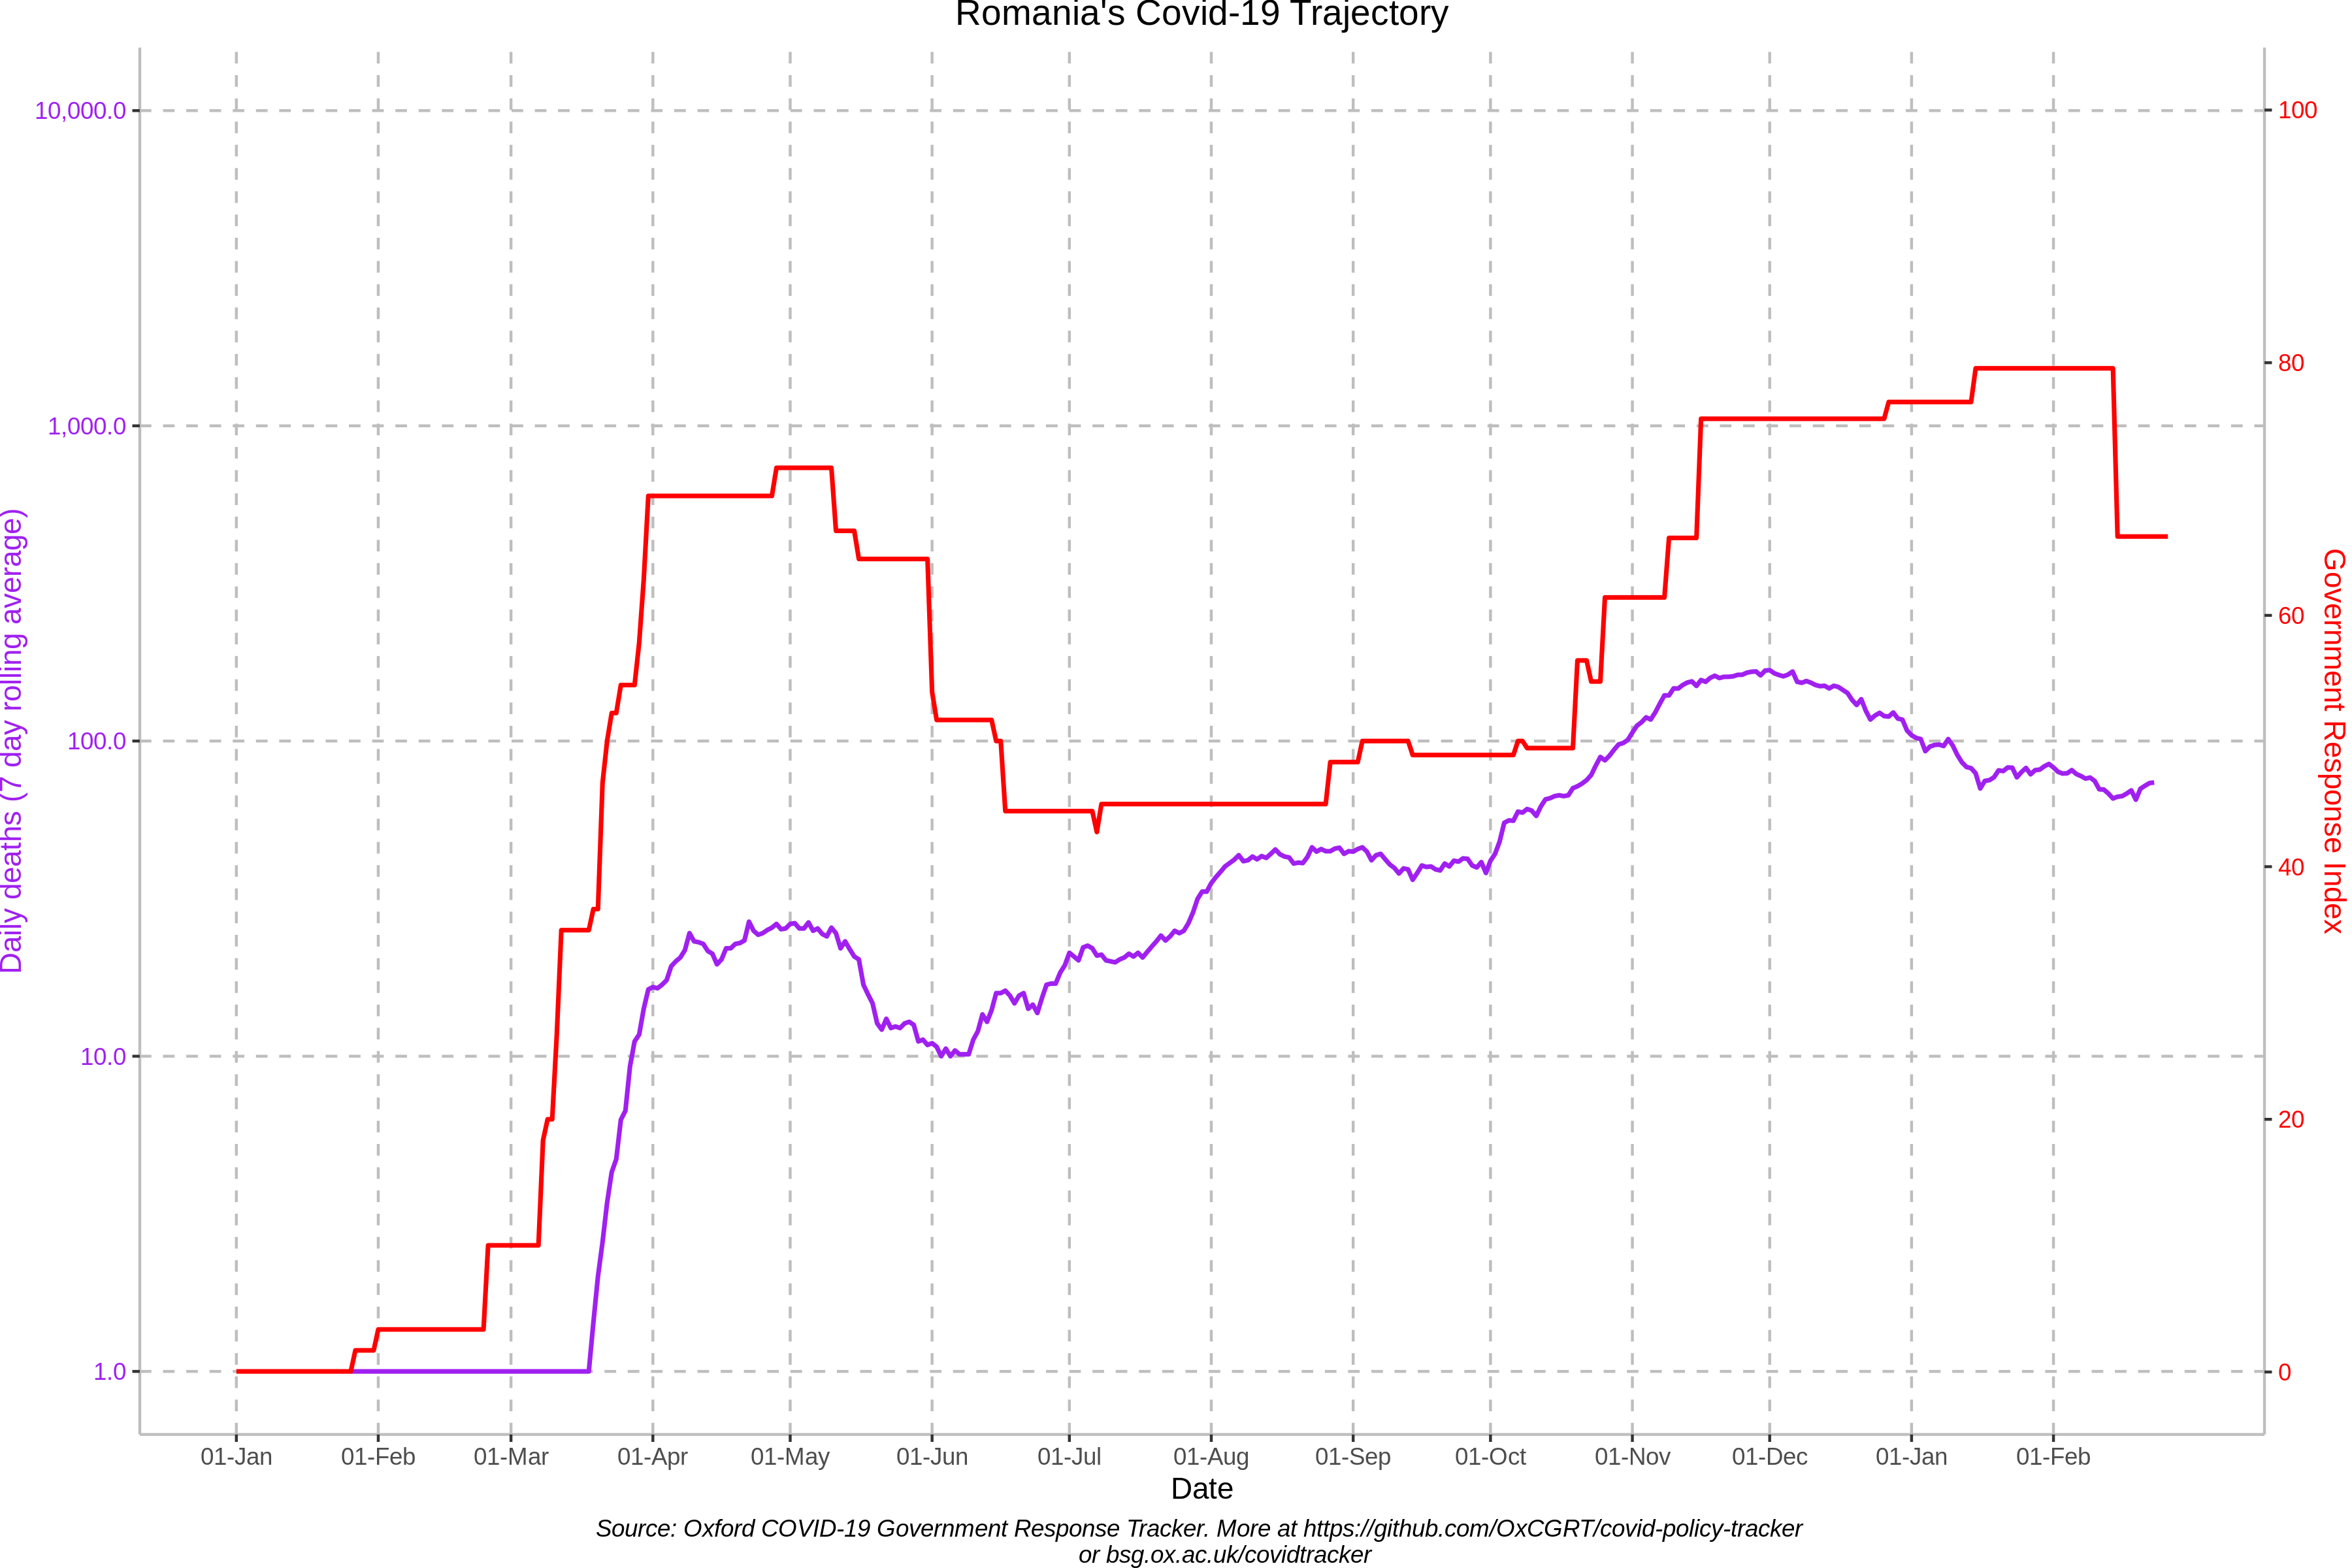 Romania's Covid-19 Trajectory
10,000.0
1,000.0
100.0
10.0
1.0
Daily deaths (7 day rolling average)
100
80
60
40
20
0
Government Response Index
01-Jan 01-Feb 01-Mar 01-Apr 01-May 01-Jun 01-Jul 01-Aug 01-Sep 01-Oct 01-Nov 01-Dec 01-Jan 01-Feb
Date
Source: Oxford COVID-19 Government Response Tracker. More at https://github.com/OxCGRT/covid-policy-tracker
or bsg.ox.ac.uk/covidtracker